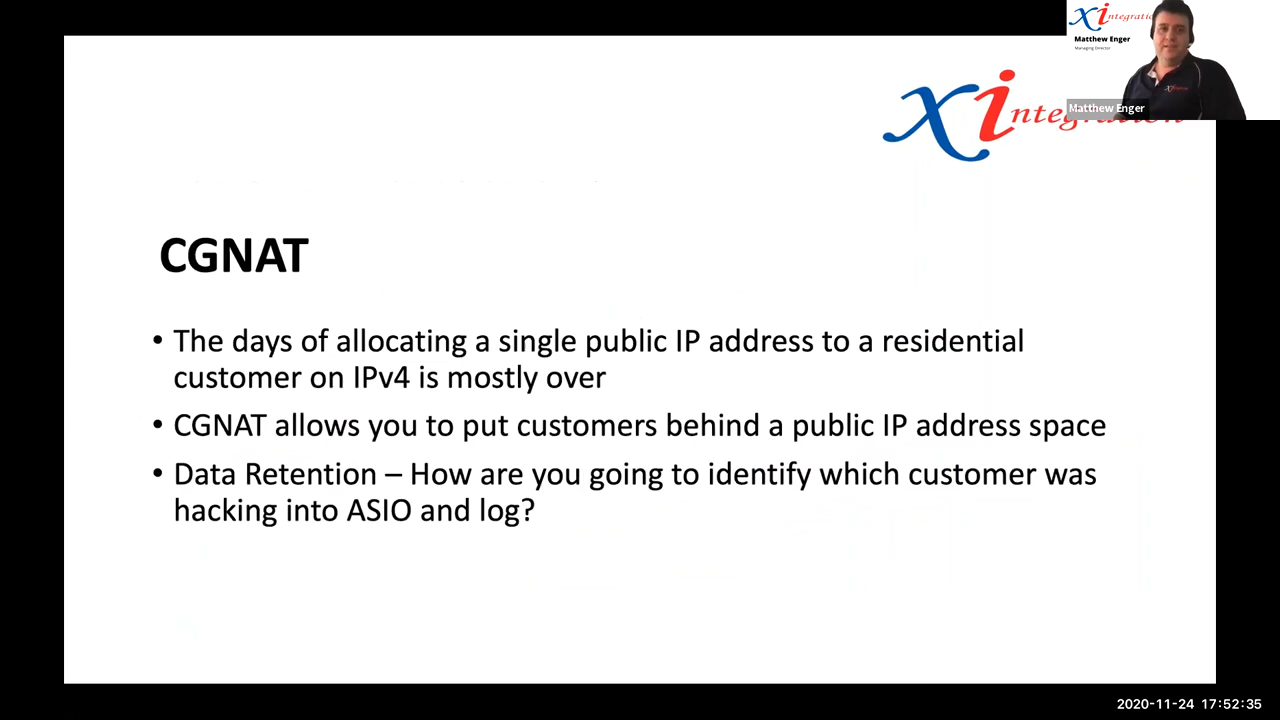 xintegratio
Matthew Enger
Managing Director
Matthew Enger
xintegration
CGNAT
• The days of allocating a single public IP address to a residential
customer on IPv4 is mostly over
• CGNAT allows you to put customers behind a public IP address space
• Data Retention – How are you going to identify which customer was
hacking into ASIO and log?
2020-11-24 17:52:35